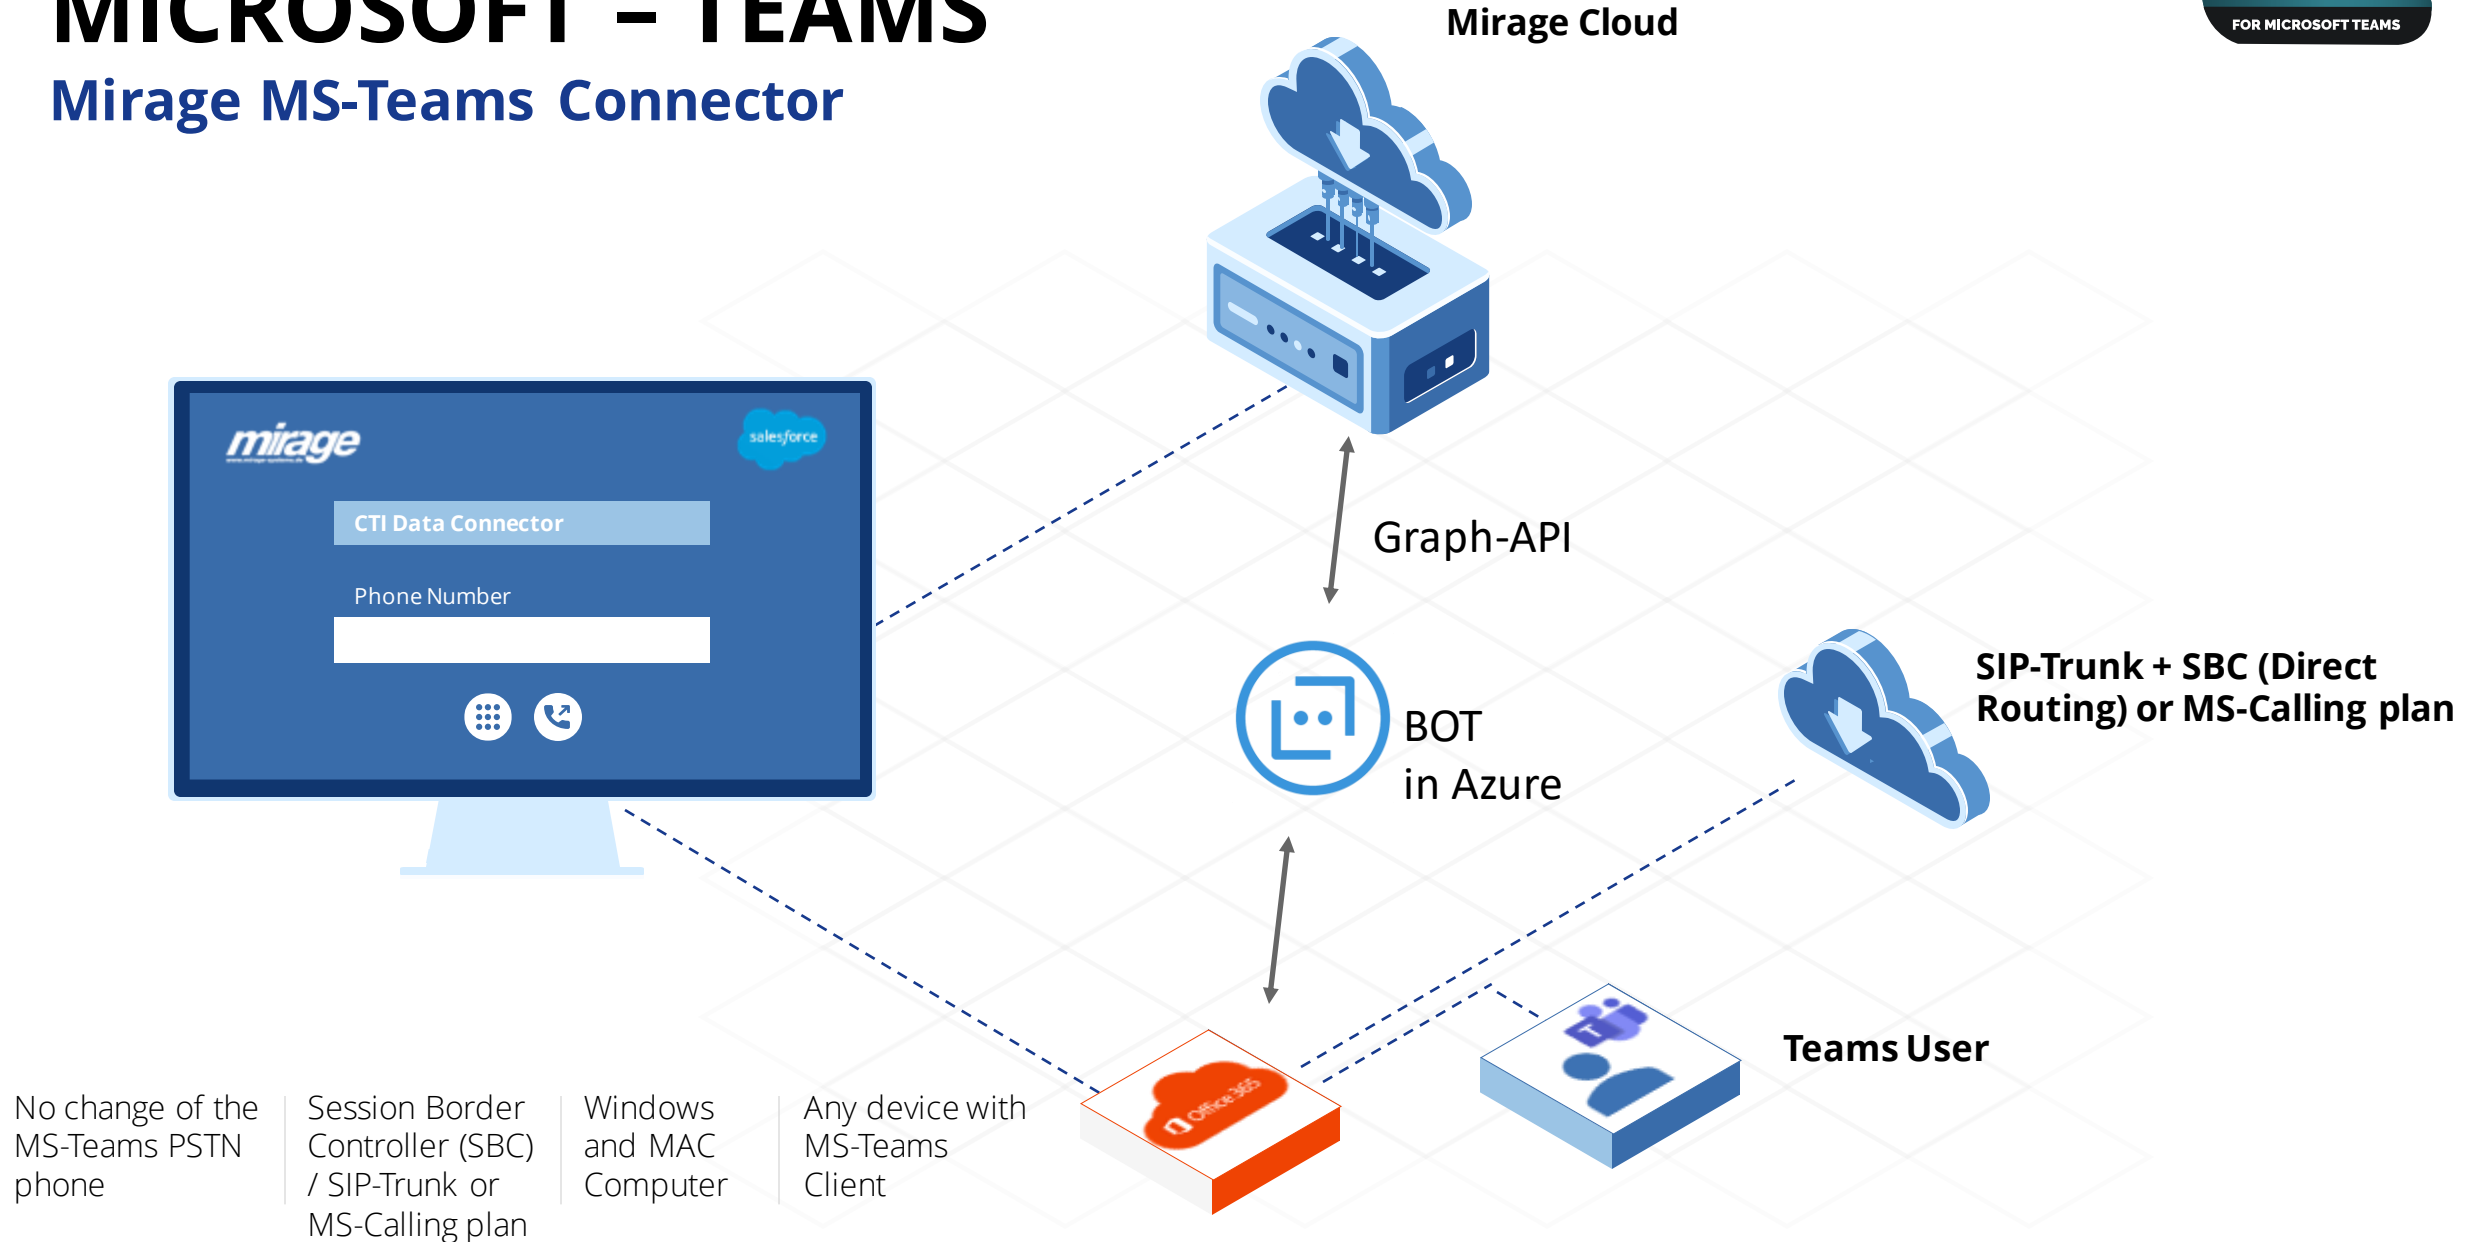 MICROSOFT – TEAMS
Mirage MS-Teams Connector
Mirage Cloud
FOR MICROSOFT TEAMS
mirage
salesforce
CTI Data Connector
Phone Number
Graph-API
BOT
in Azure
SIP-Trunk + SBC (Direct
Routing) or MS-Calling plan
Teams User
T
Office 365
No change of the
MS-Teams PSTN
phone
Session Border
Controller (SBC)
/ SIP-Trunk or
MS-Calling plan
Windows
and MAC
Computer
Any device with
MS-Teams
Client